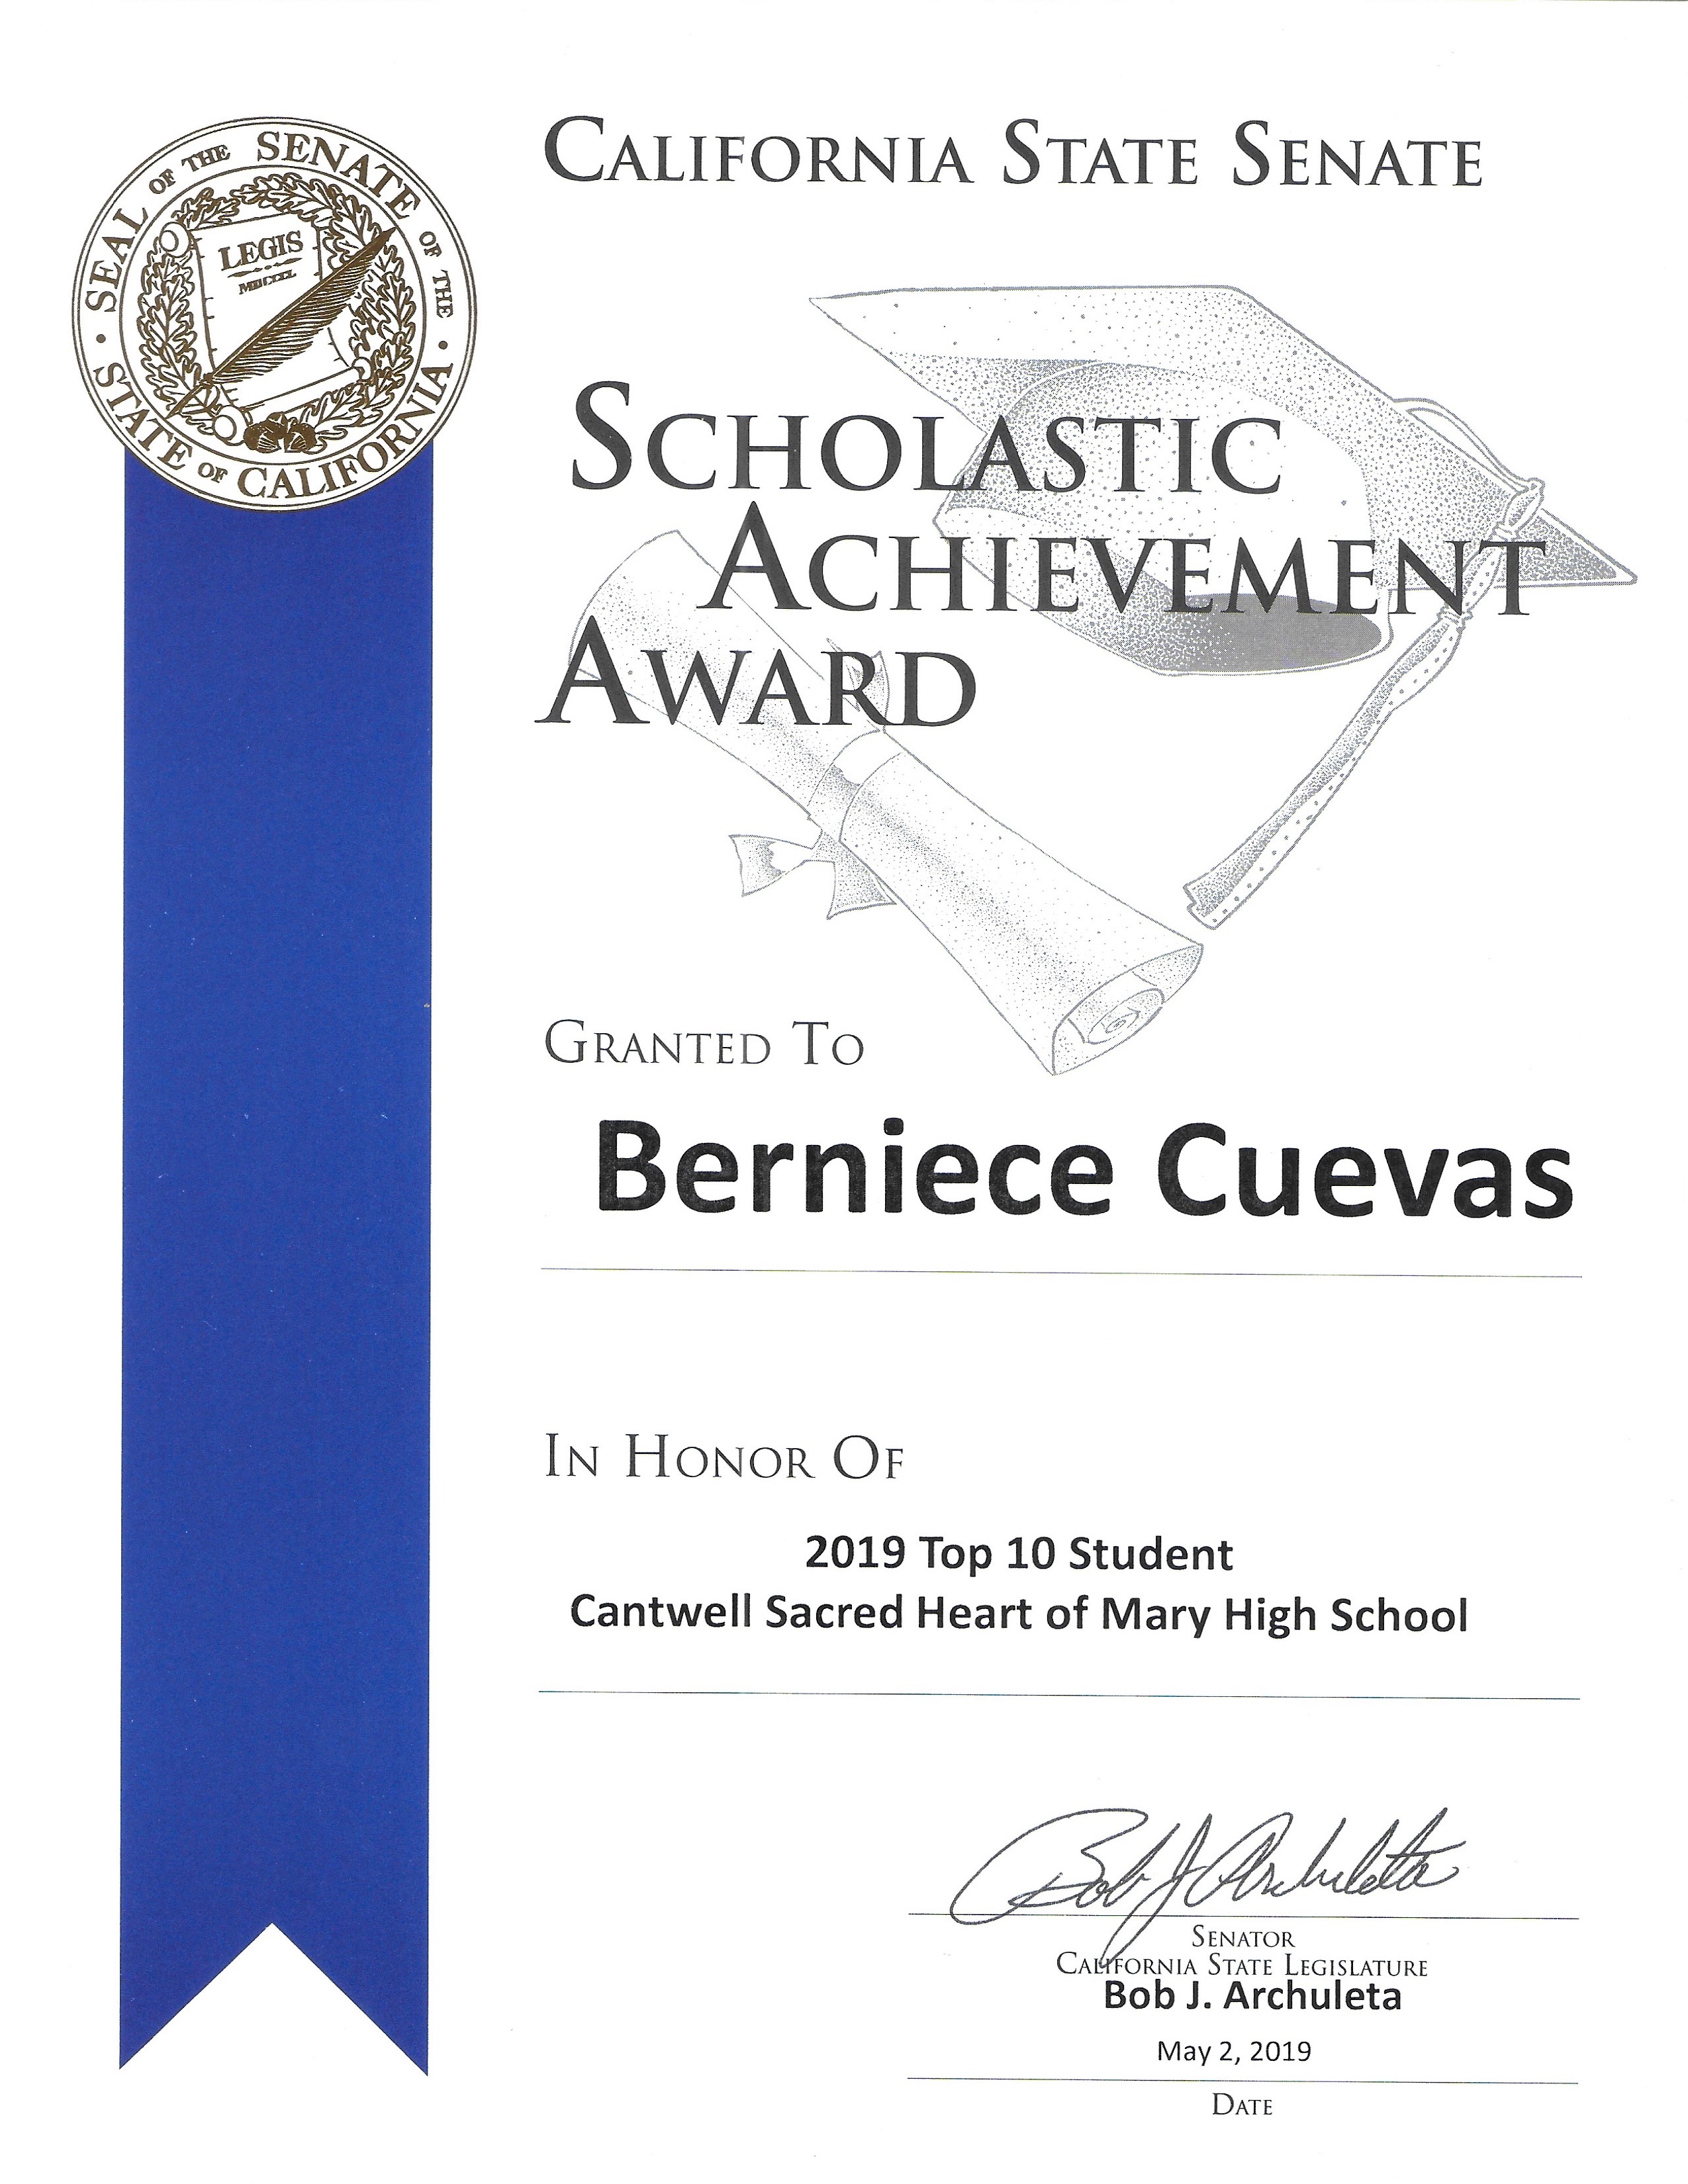 SEAL OF THE SENATE OF THE
STATE OF CALIFORNIA
LEGIS
CALIFORNIA STATE SENATE
SCHOLASTIC
ACHIEVEMENT
AWARD
GRANTED TO
Berniece Cuevas
IN HONOR OF
2019 Top 10 Student
Cantwell Sacred Heart of Mary High School
Bob J Archuleta
SENATOR
CALIFORNIA STATE LEGISLATURE
Bob J. Archuleta
May 2, 2019
DATE